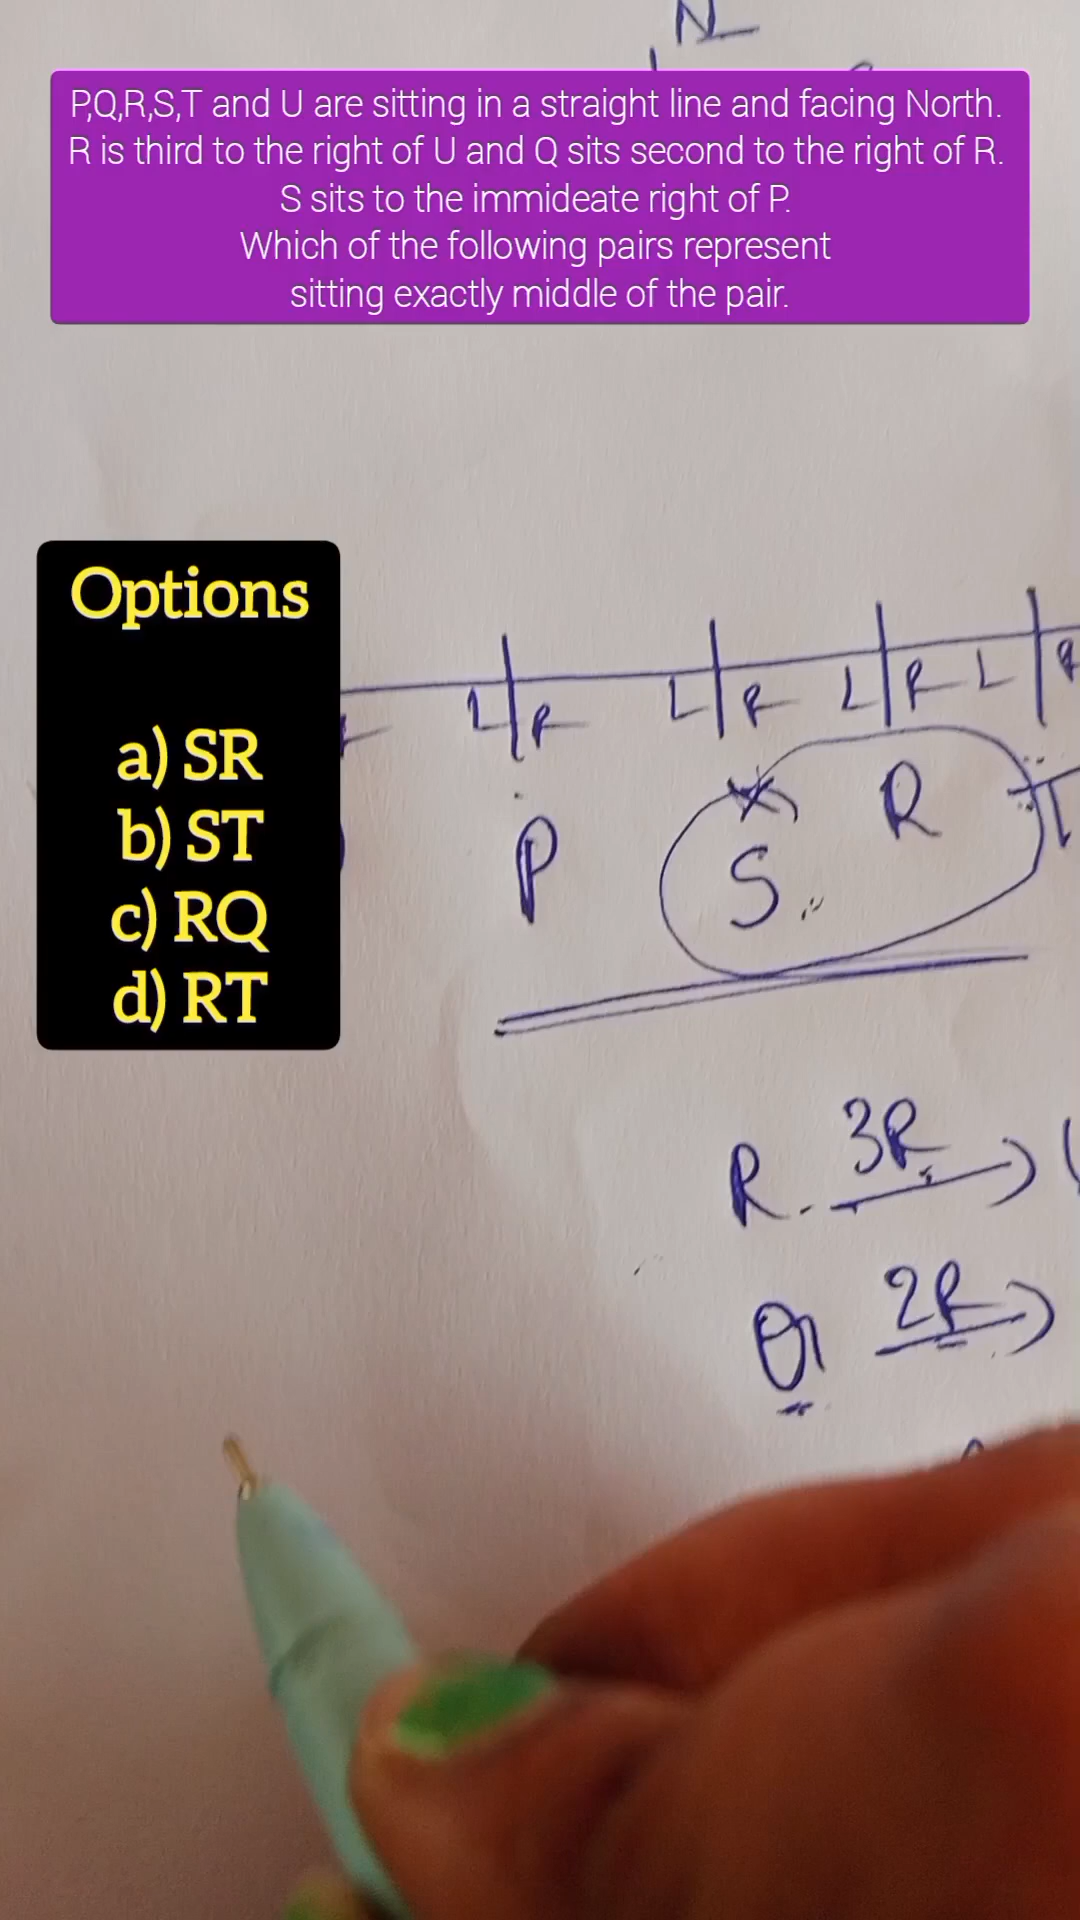 N
P,Q,R,S,T and U are sitting in a straight line and facing North.
R is third to the right of U and Q sits second to the right of R.
S sits to the immideate right of P.
Which of the following pairs represent
sitting exactly middle of the pair.
Options
a) SR
b) ST
c) RQ
d) RT
L R L R L R L R
P S R
R 3R
2R